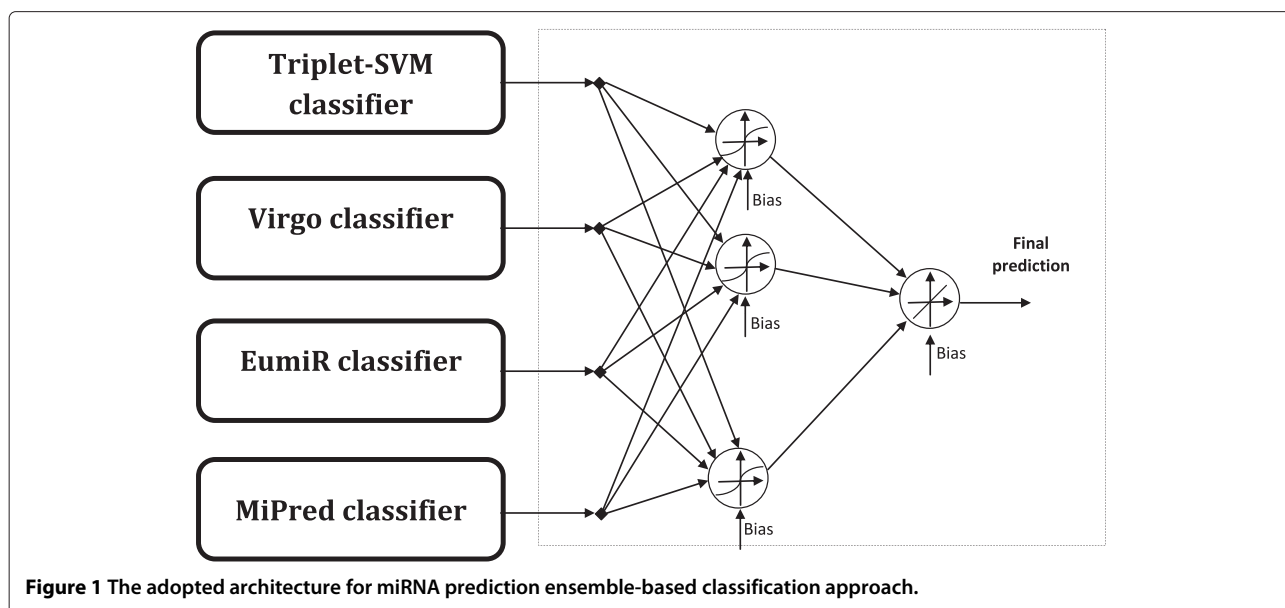 Triplet-SVM
classifier
Virgo classifier
EumiR classifier
MiPred classifier
Bias
Bias
Bias
Final
prediction
Bias
Figure 1 The adopted architecture for miRNA prediction ensemble-based classification approach.